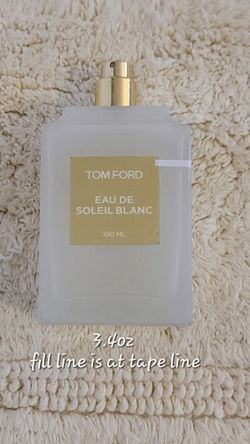 TOM FORD
EAU DE
SOLEIL BLANC
100 ML
3.4oz
fill line is at tape line